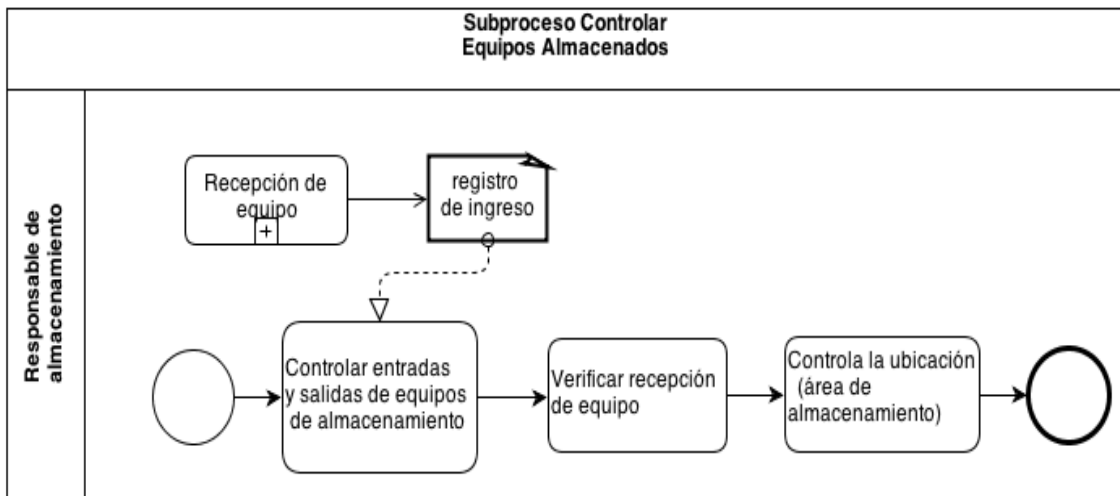 Subproceso Controlar
Equipos Almacenados
Responsable de
almacenamiento
Recepción de
equipo
+
registro
de ingreso
Controlar entradas
y salidas de equipos
de almacenamiento
Verificar recepción
de equipo
Controla la ubicación
(área de
almacenamiento)